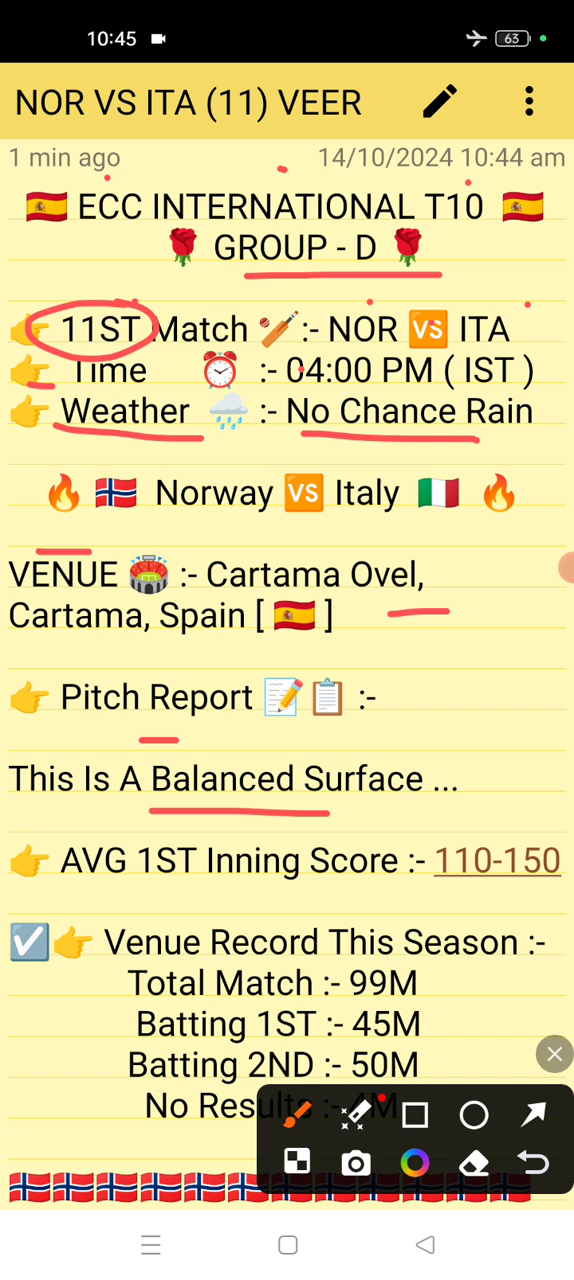 10:45
63
NOR VS ITA (11) VEER
1 min ago 14/10/2024 10:44 am
🇪🇸 ECC INTERNATIONAL T10 🇪🇸
🌹 GROUP - D 🌹
👉 11ST Match 🏏:- NOR 🆚 ITA
👉 Time ⏰ :- 04:00 PM ( IST )
👉 Weather 🌧️ :- No Chance Rain
🔥 🇳🇴 Norway 🆚 Italy 🇮🇹 🔥
VENUE 🏟️ :- Cartama Ovel,
Cartama, Spain [ 🇪🇸 ]
👉 Pitch Report 📝📋 :-
This Is A Balanced Surface ...
👉 AVG 1ST Inning Score :- 110-150
☑️👉 Venue Record This Season :-
Total Match :- 99M
Batting 1ST :- 45M
Batting 2ND :- 50M
No Results :- 4M
🇳🇴🇳🇴🇳🇴🇳🇴🇳🇴🇳🇴🇳🇴🇳🇴🇳🇴🇳🇴🇳🇴🇳🇴